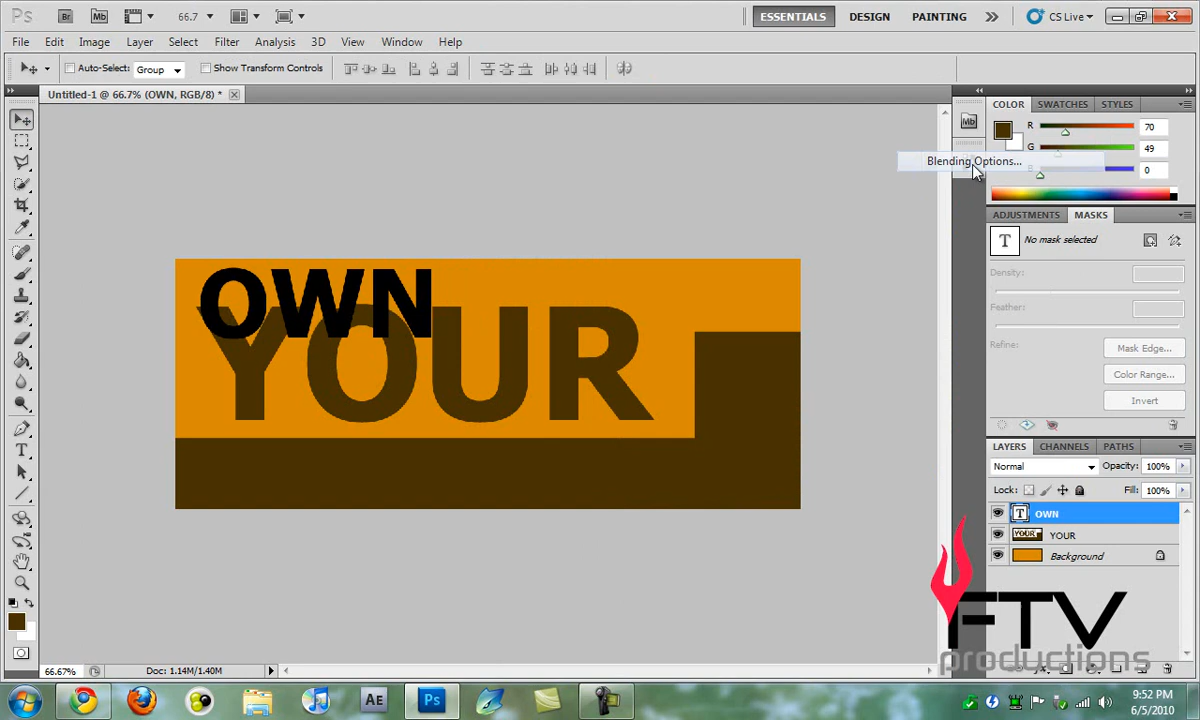 Ps Br Mb 66.7 ESSENTIALS DESIGN PAINTING CS Live
File Edit Image Layer Select Filter Analysis 3D View Window Help
Auto-Select: Group Show Transform Controls
Untitled-1 @ 66.7% (OWN, RGB/8) *
COLOR SWATCHES STYLES
Mb
R 70
G 49
B 0
Blending Options...
ADJUSTMENTS MASKS
T No mask selected
Density:
Feather:
Refine: Mask Edge...
Color Range...
Invert
OWN
YOUR
LAYERS CHANNELS PATHS
Normal Opacity: 100%
Lock: Fill: 100%
T OWN
YOUR YOUR
Background
FTV
productions
66.67% Doc: 1.14M/1.40M
AE Ps
9:52 PM
6/5/2010